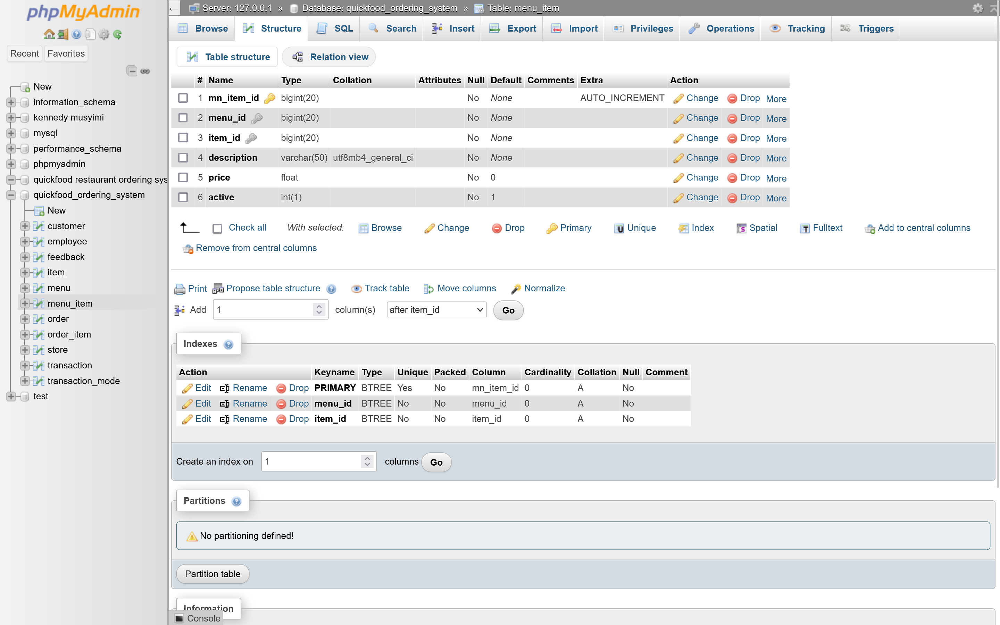 phpMyAdmin
Recent Favorites
New
information_schema
kennedy musyimi
mysql
performance_schema
phpmyadmin
quickfood restaurant ordering sys
quickfood_ordering_system
New
customer
employee
feedback
item
menu
menu_item
order
order_item
store
transaction
transaction_mode
test
Server: 127.0.0.1 » Database: quickfood_ordering_system » Table: menu_item
Browse Structure SQL Search Insert Export Import Privileges Operations Tracking Triggers
Table structure Relation view
# Name Type Collation Attributes Null Default Comments Extra Action
1 mn_item_id bigint(20) No None AUTO_INCREMENT Change Drop More
2 menu_id bigint(20) No None Change Drop More
3 item_id bigint(20) No None Change Drop More
4 description varchar(50) utf8mb4_general_ci No None Change Drop More
5 price float No 0 Change Drop More
6 active int(1) No 1 Change Drop More
Check all With selected: Browse Change Drop Primary Unique Index Spatial Fulltext Add to central columns
Remove from central columns
Print Propose table structure Track table Move columns Normalize
Add 1 column(s) after item_id Go
Indexes
Action Keyname Type Unique Packed Column Cardinality Collation Null Comment
Edit Rename Drop PRIMARY BTREE Yes No mn_item_id 0 A No
Edit Rename Drop menu_id BTREE No No menu_id 0 A No
Edit Rename Drop item_id BTREE No No item_id 0 A No
Create an index on 1 columns Go
Partitions
No partitioning defined!
Partition table
Information
Console